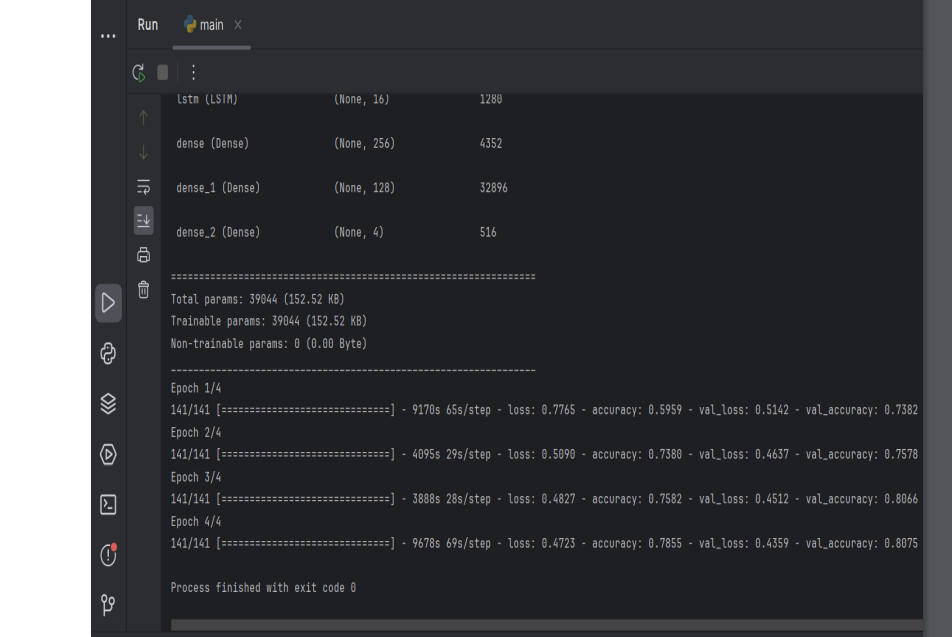 Run main
lstm (LSTM) (None, 16) 1280
dense (Dense) (None, 256) 4352
dense_1 (Dense) (None, 128) 32896
dense_2 (Dense) (None, 4) 516
=================================================================
Total params: 39044 (152.52 KB)
Trainable params: 39044 (152.52 KB)
Non-trainable params: 0 (0.00 Byte)
_________________________________________________________________
Epoch 1/4
141/141 [==============================] - 9170s 65s/step - loss: 0.7765 - accuracy: 0.5959 - val_loss: 0.5142 - val_accuracy: 0.7382
Epoch 2/4
141/141 [==============================] - 4095s 29s/step - loss: 0.5090 - accuracy: 0.7380 - val_loss: 0.4637 - val_accuracy: 0.7578
Epoch 3/4
141/141 [==============================] - 3888s 28s/step - loss: 0.4827 - accuracy: 0.7582 - val_loss: 0.4512 - val_accuracy: 0.8066
Epoch 4/4
141/141 [==============================] - 9678s 69s/step - loss: 0.4723 - accuracy: 0.7855 - val_loss: 0.4359 - val_accuracy: 0.8075
Process finished with exit code 0